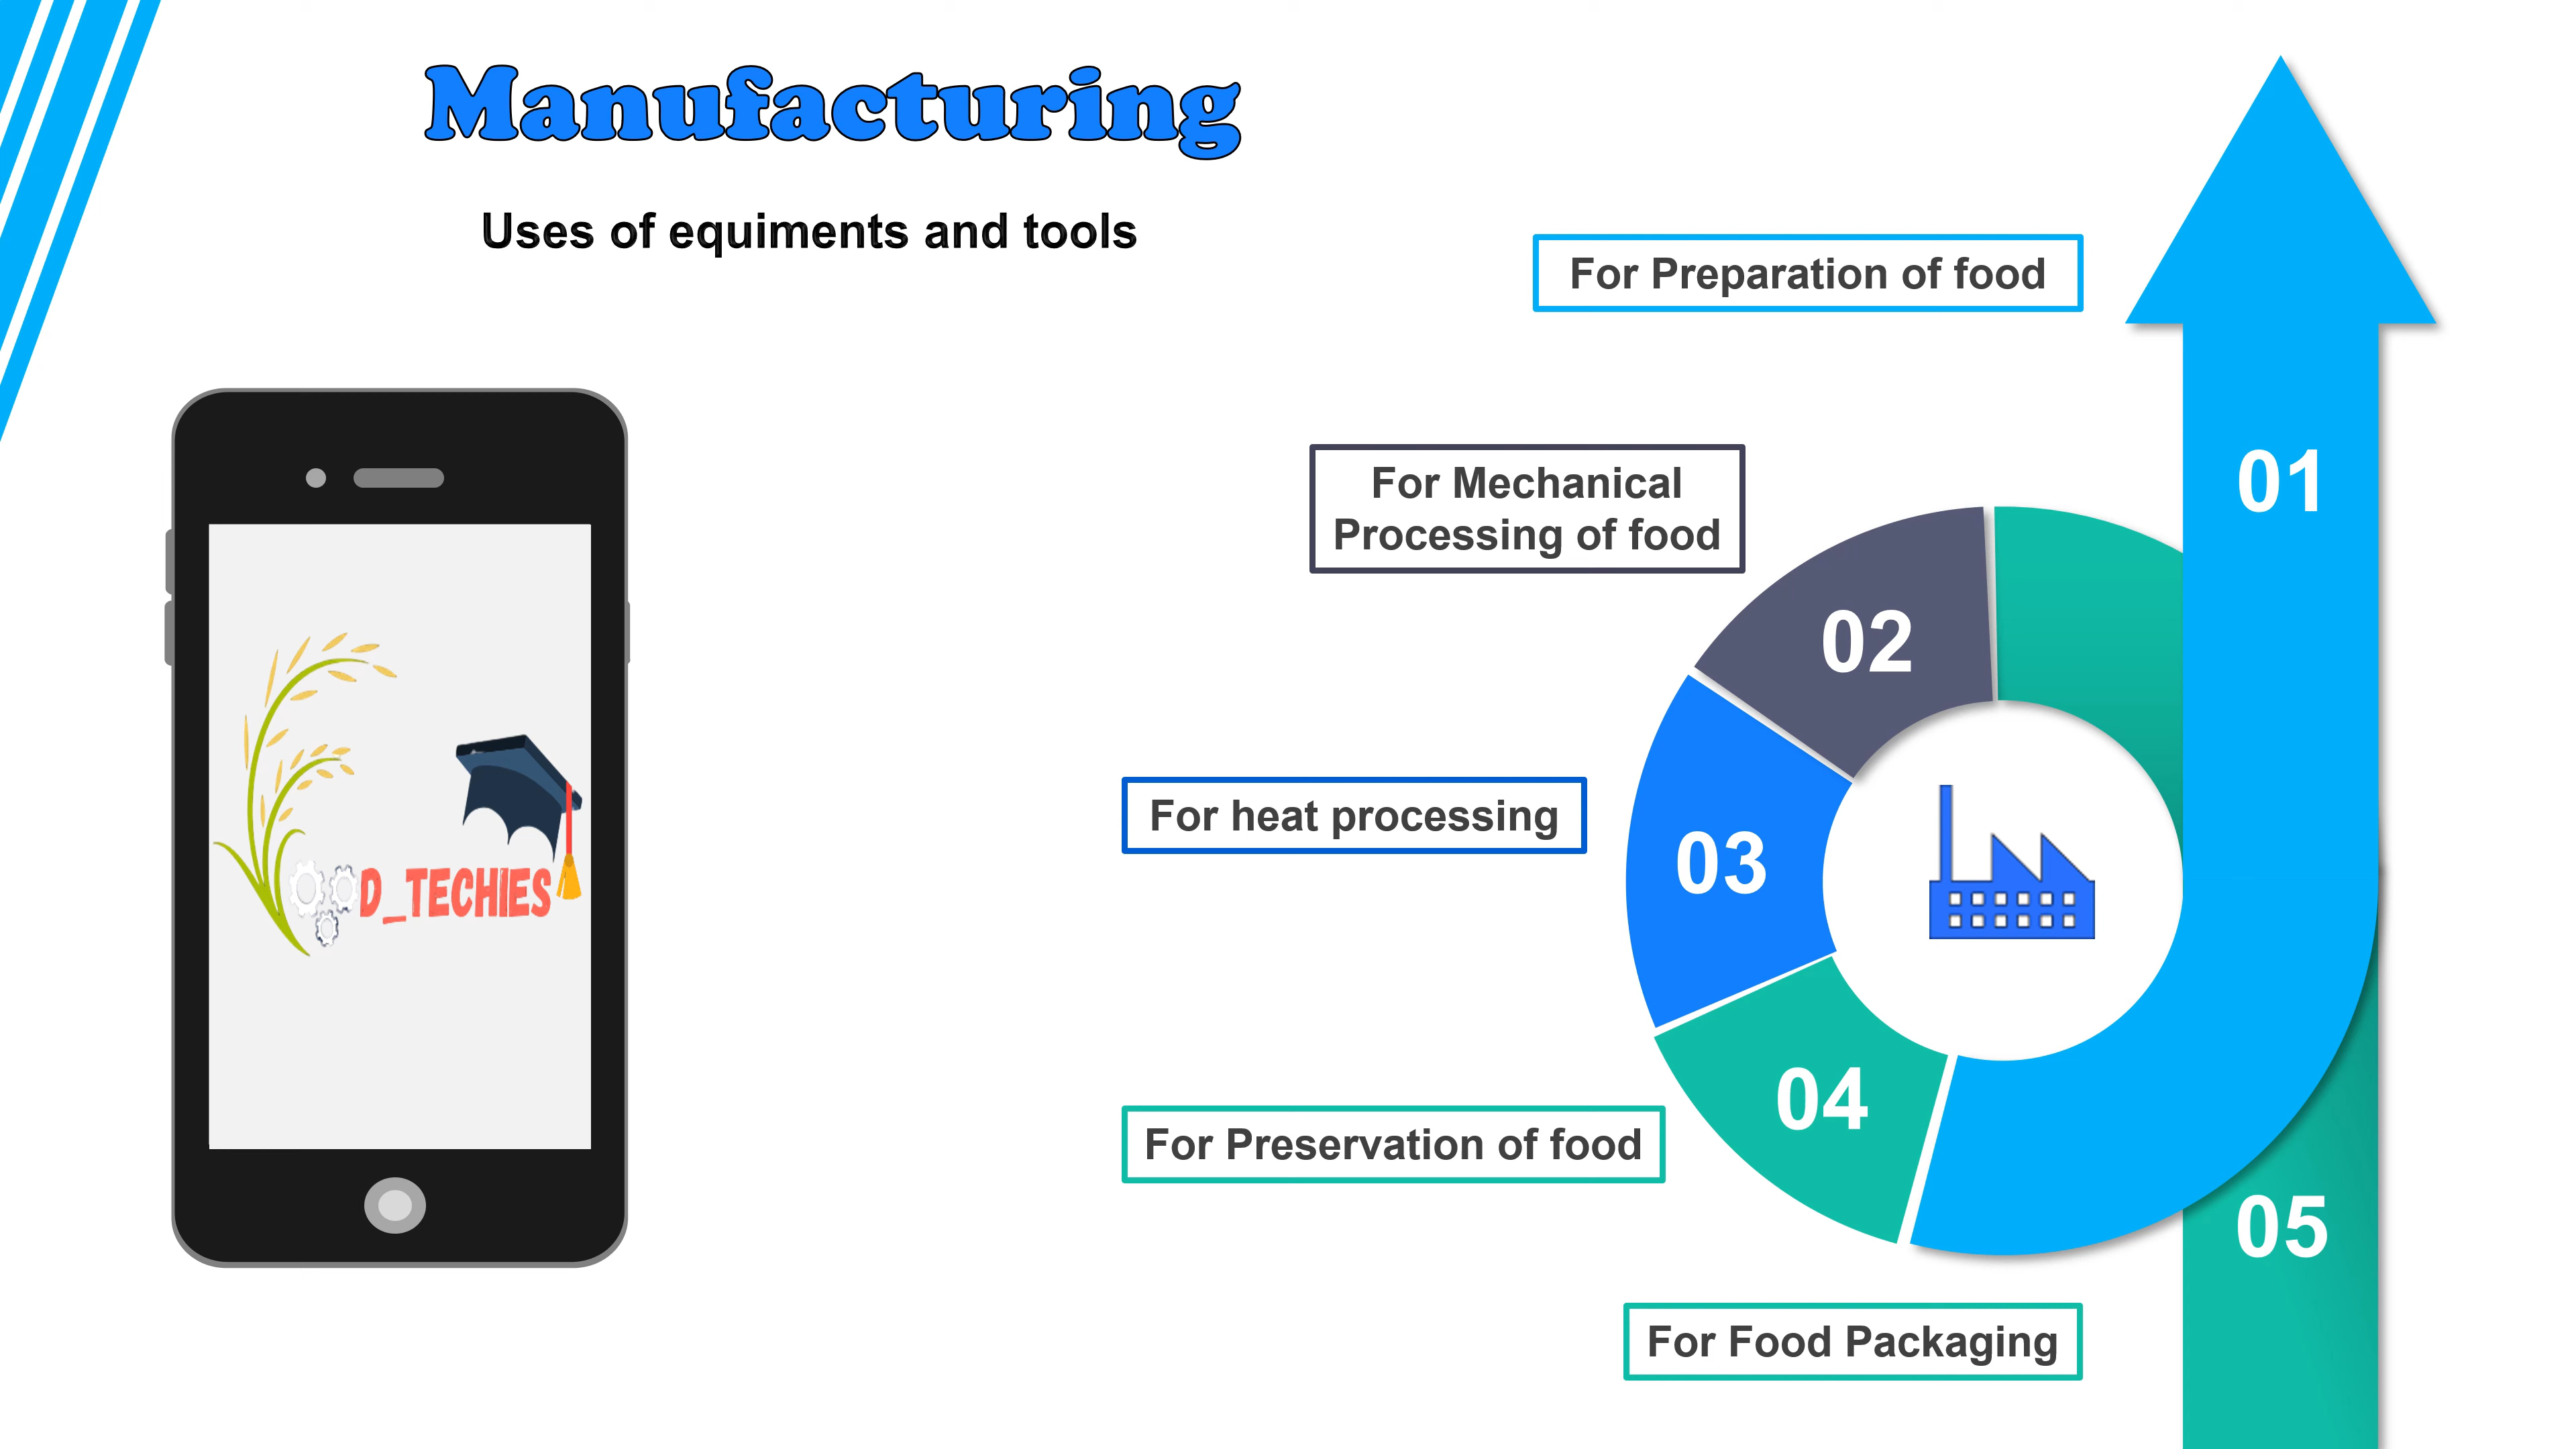 Manufacturing
Uses of equiments and tools
For Preparation of food
01
For Mechanical
Processing of food
02
For heat processing
03
D_TECHIES
For Preservation of food
04
05
For Food Packaging